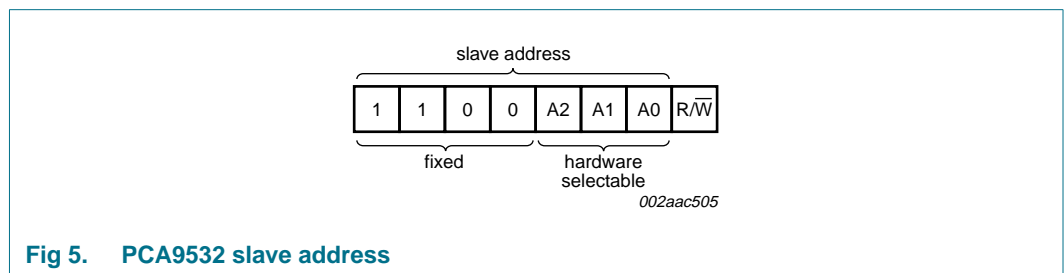 slave address
1 1 0 0 A2 A1 A0 R/W̅
fixed
hardware
selectable
002aac505
Fig 5. PCA9532 slave address